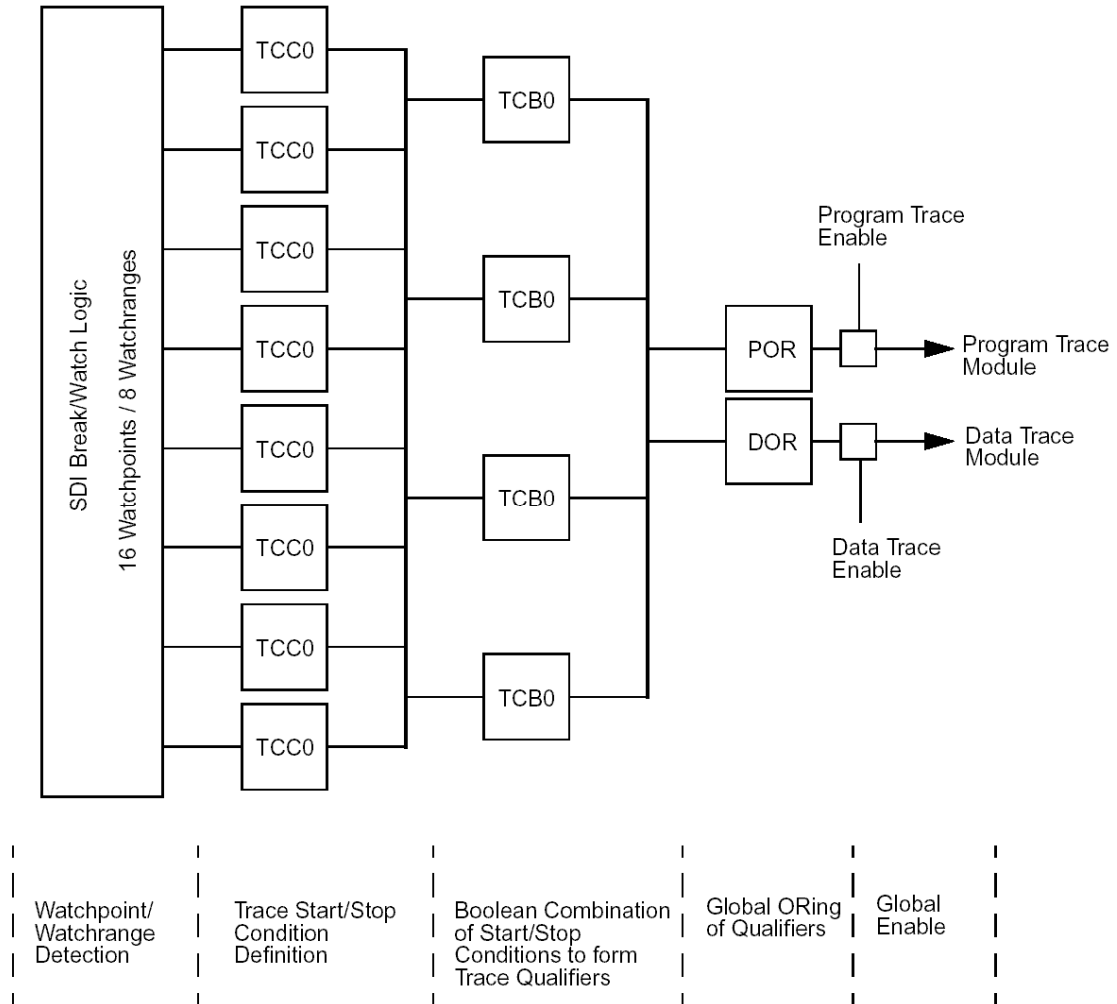 SDI Break/Watch Logic
16 Watchpoints / 8 Watchranges
TCC0
TCC0
TCC0
TCC0
TCC0
TCC0
TCC0
TCC0
TCB0
TCB0
TCB0
TCB0
POR
DOR
Program Trace
Enable
Program Trace
Module
Data Trace
Module
Data Trace
Enable
Watchpoint/
Watchrange
Detection
Trace Start/Stop
Condition
Definition
Boolean Combination
of Start/Stop
Conditions to form
Trace Qualifiers
Global ORing
of Qualifiers
Global
Enable